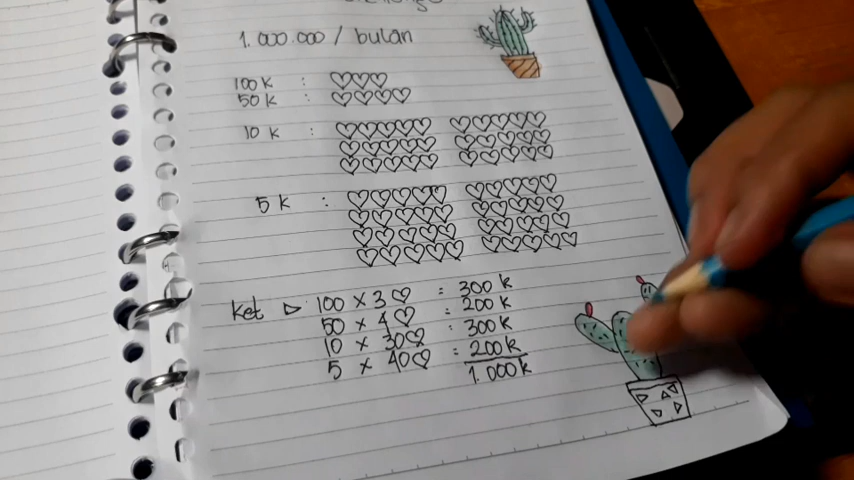 1.000.000 / bulan
100 k :
50 k :
10 k :
5 k :
Ket ▷ 100 x 3 ♡ : 300 k
50 x 4 ♡ : 200 k
10 x 30 ♡ : 300 k
5 x 40 ♡ : 200 k
1.000 k